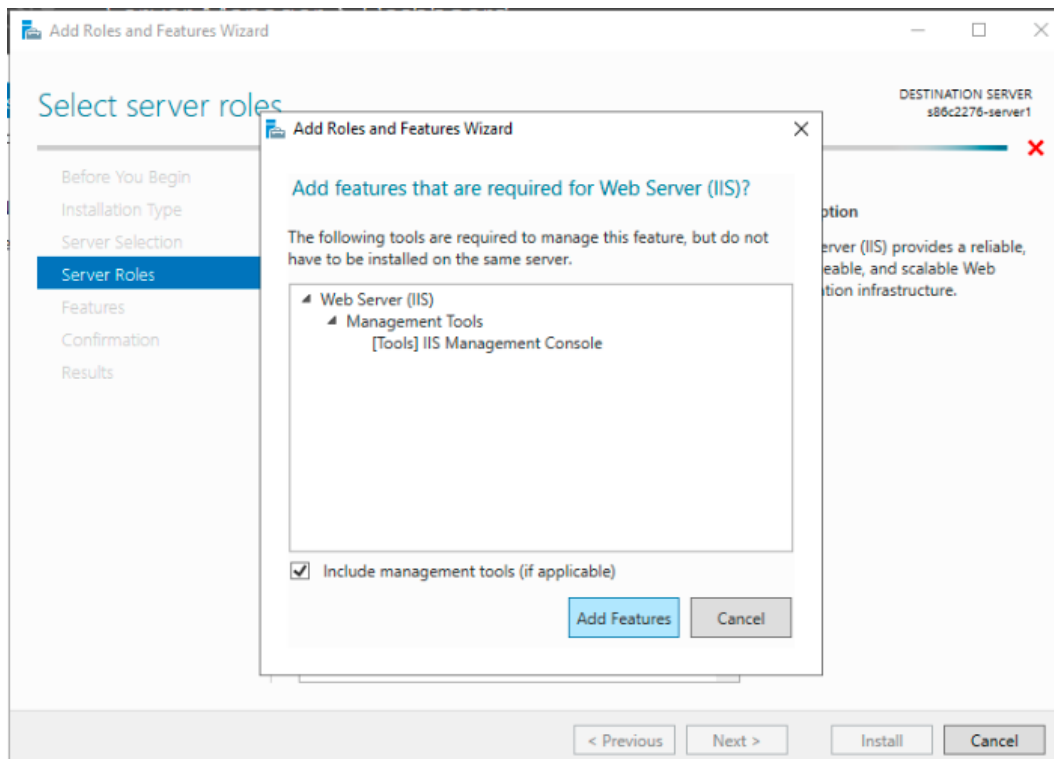 Add Roles and Features Wizard
Select server roles
DESTINATION SERVER
s86c2276-server1
Before You Begin
Installation Type
Server Selection
Server Roles
Features
Confirmation
Results
Add Roles and Features Wizard
Add features that are required for Web Server (IIS)?
The following tools are required to manage this feature, but do not
have to be installed on the same server.
Web Server (IIS)
Management Tools
[Tools] IIS Management Console
Include management tools (if applicable)
Add Features
Cancel
ption
erver (IIS) provides a reliable,
eable, and scalable Web
tion infrastructure.
< Previous
Next >
Install
Cancel